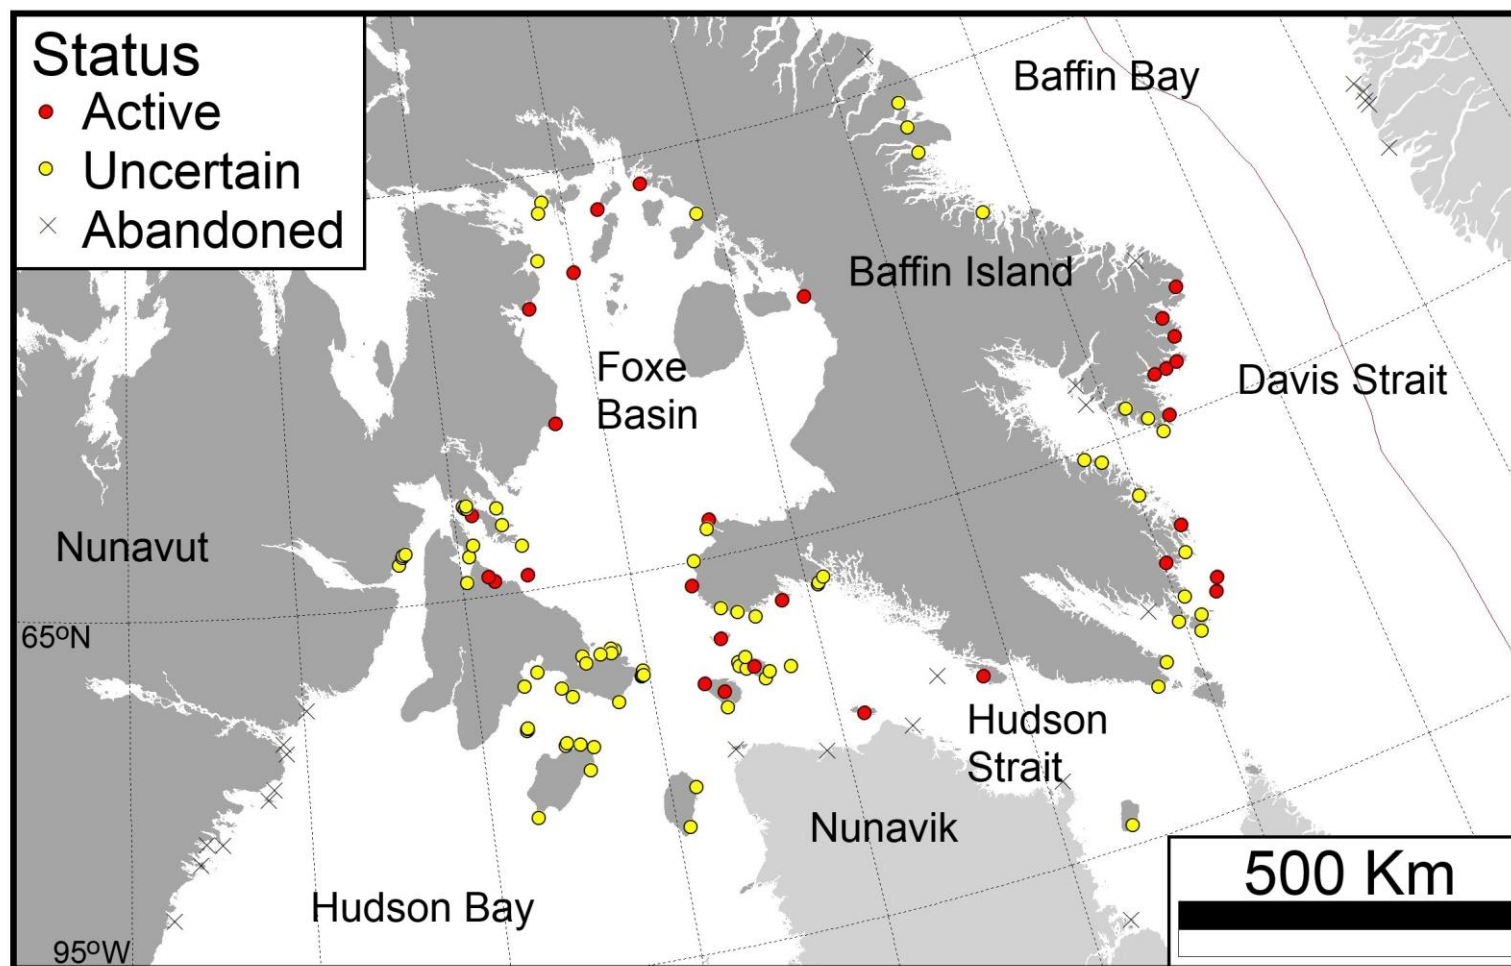 Status
Active
Uncertain
Abandoned
Baffin Bay
Baffin Island
Foxe
Basin
Davis Strait
Nunavut
65ºN
Hudson
Strait
Nunavik
Hudson Bay
500 Km
95ºW